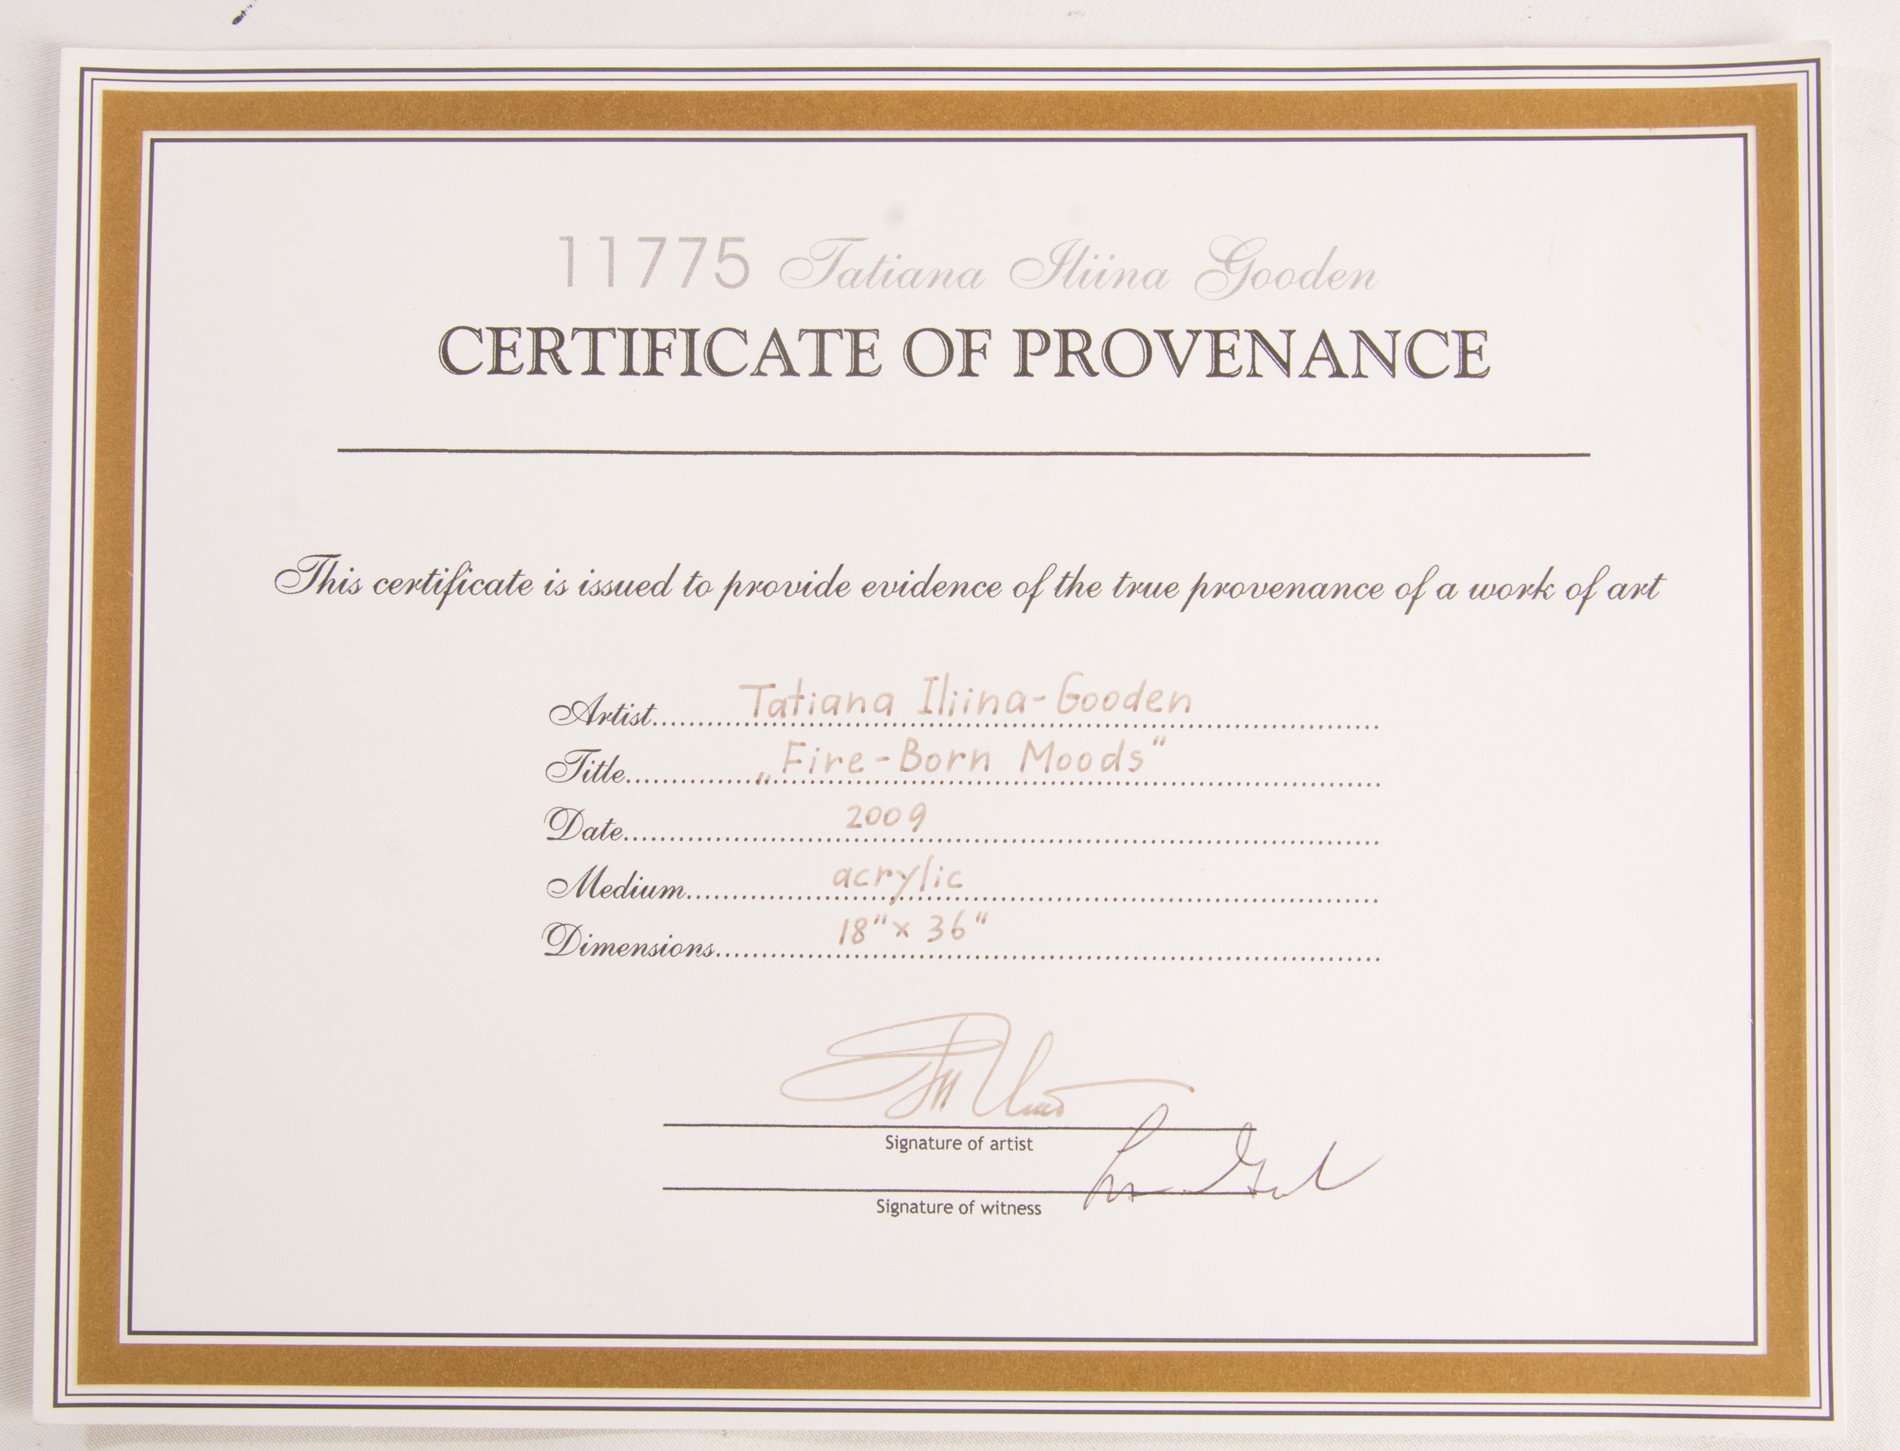 11775 Tatiana Iliina Gooden
CERTIFICATE OF PROVENANCE
This certificate is issued to provide evidence of the true provenance of a work of art
Artist.......... Tatiana Iliina-Gooden
Title.......... „Fire-Born Moods“
Date.......... 2009
Medium.......... acrylic
Dimensions.......... 18"x 36"
Signature of artist
Signature of witness